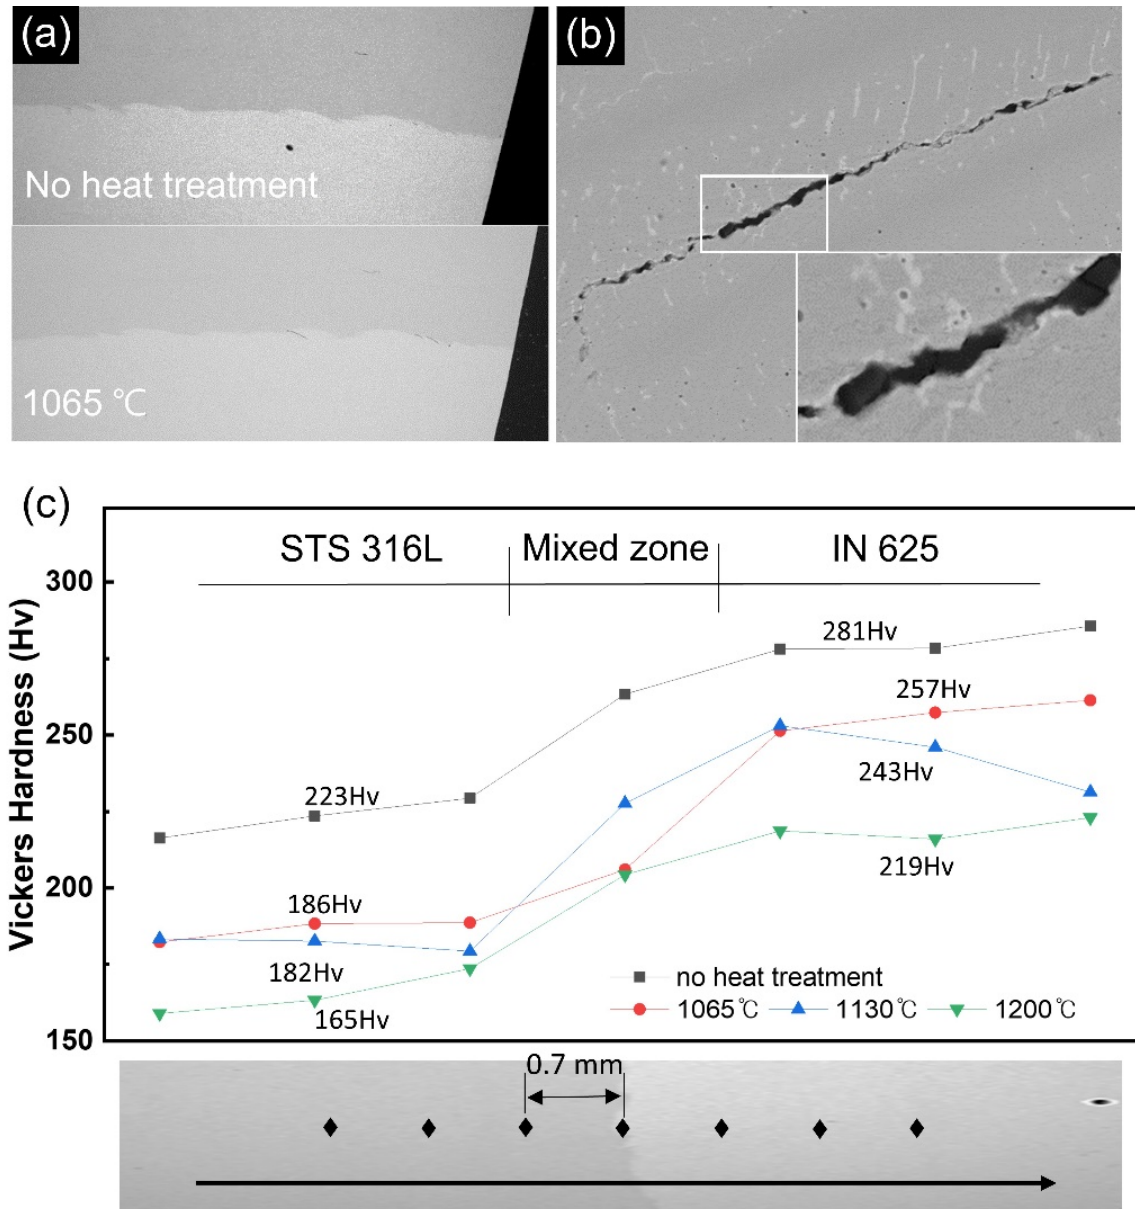 (a)
No heat treatment
1065 ℃
(b)
(c)
STS 316L
Mixed zone
IN 625
Vickers Hardness (Hv)
300
250
200
150
223Hv
281Hv
257Hv
243Hv
186Hv
219Hv
182Hv
165Hv
no heat treatment
1065℃
1130℃
1200℃
0.7 mm